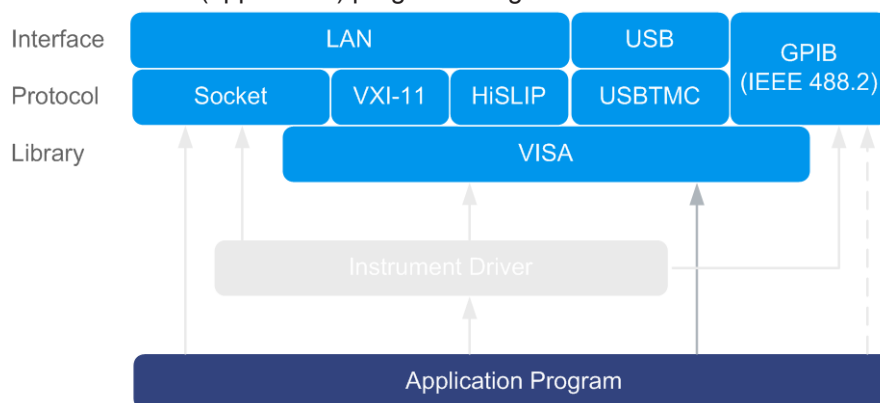 Interface LAN USB GPIB
(IEEE 488.2)
Protocol Socket VXI-11 HiSLIP USBTMC
Library VISA
Instrument Driver
Application Program